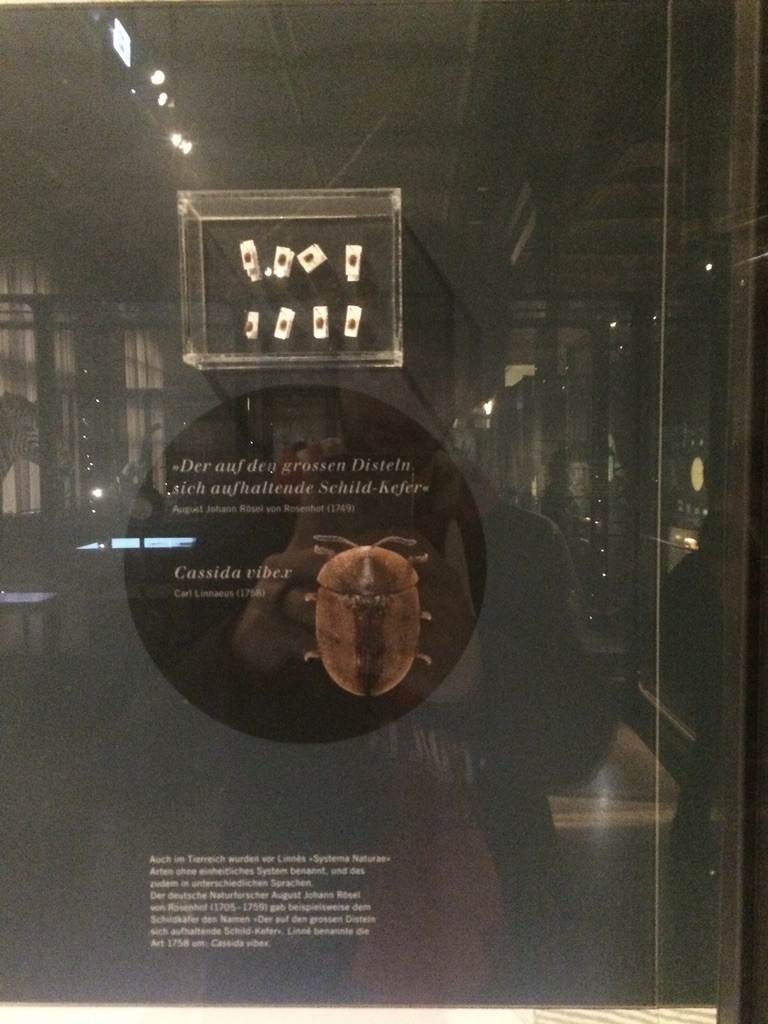 »Der auf den grossen Disteln
sich aufhaltende Schild-Kefer«
August Johann Rösel von Rosenhof (1749)
Cassida vibex
Carl Linnaeus (1758)
Auch im Tierreich wurden vor Linnés «Systema Naturae»
Arten ohne einheitliches System benannt, und das
zudem in unterschiedlichen Sprachen.
Der deutsche Naturforscher August Johann Rösel
von Rosenhof (1705–1759) gab beispielsweise dem
Schildkäfer den Namen «Der auf den grossen Disteln
sich aufhaltende Schild-Kefer». Linné benannte die
Art 1758 um: Cassida vibex.